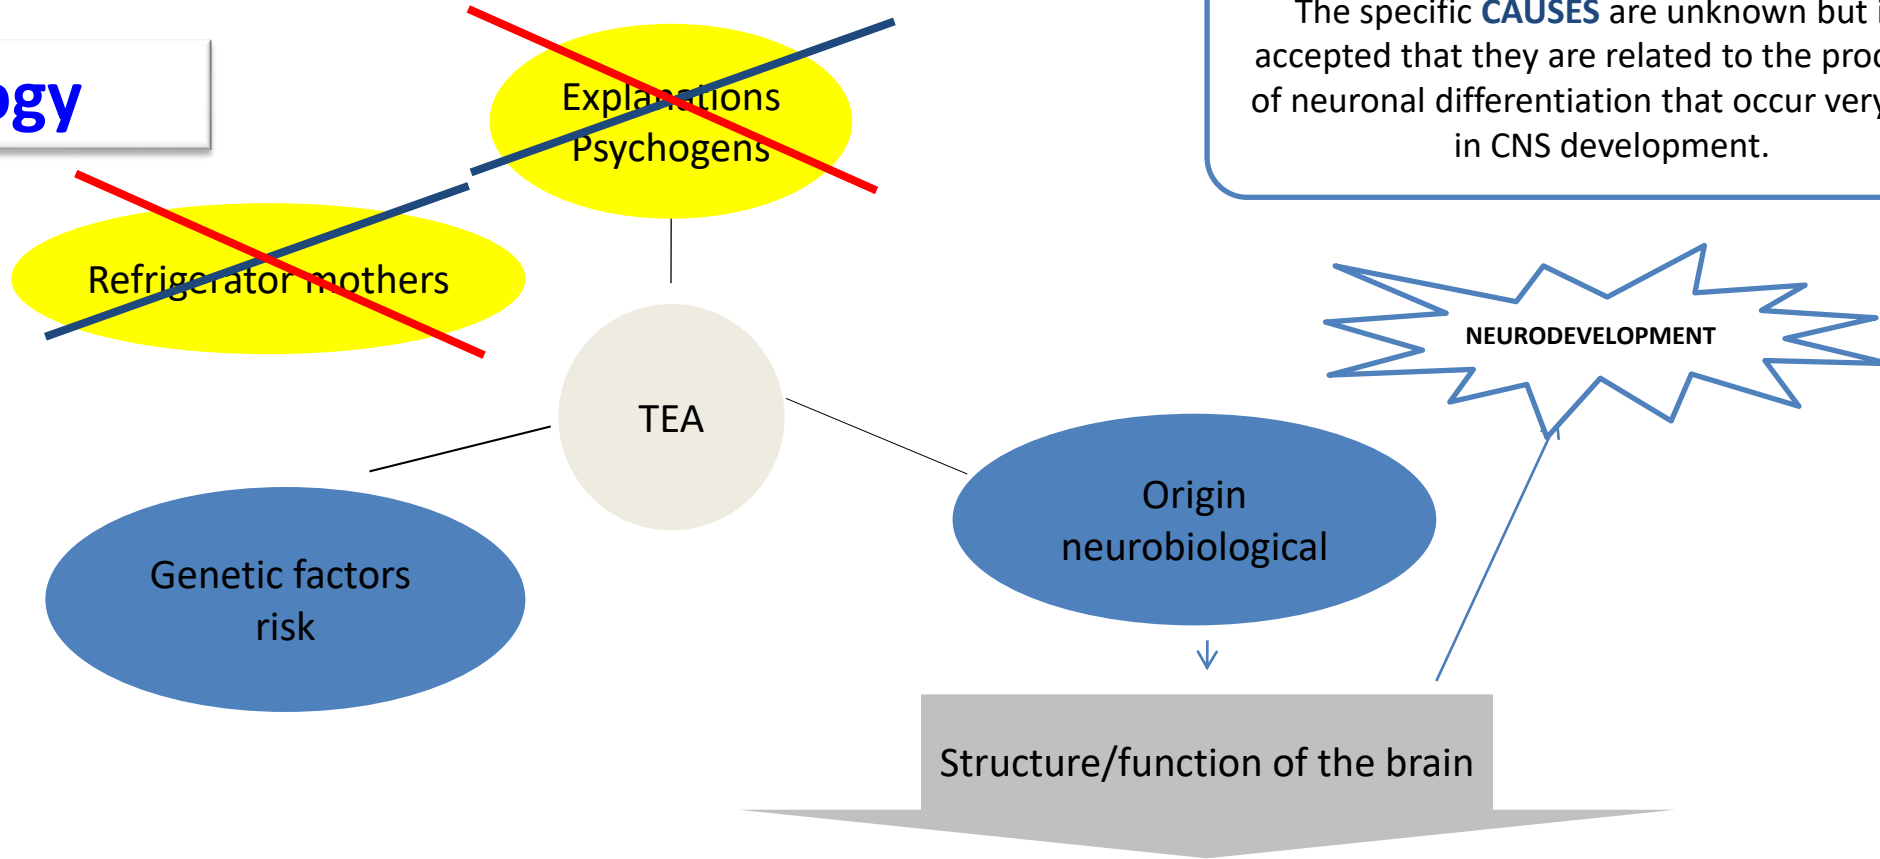 ogy
Explanations
Psychogens
The specific CAUSES are unknown but i
accepted that they are related to the proc
of neuronal differentiation that occur very
in CNS development.
Refrigerator mothers
NEURODEVELOPMENT
TEA
Origin
neurobiological
Genetic factors
risk
Structure/function of the brain